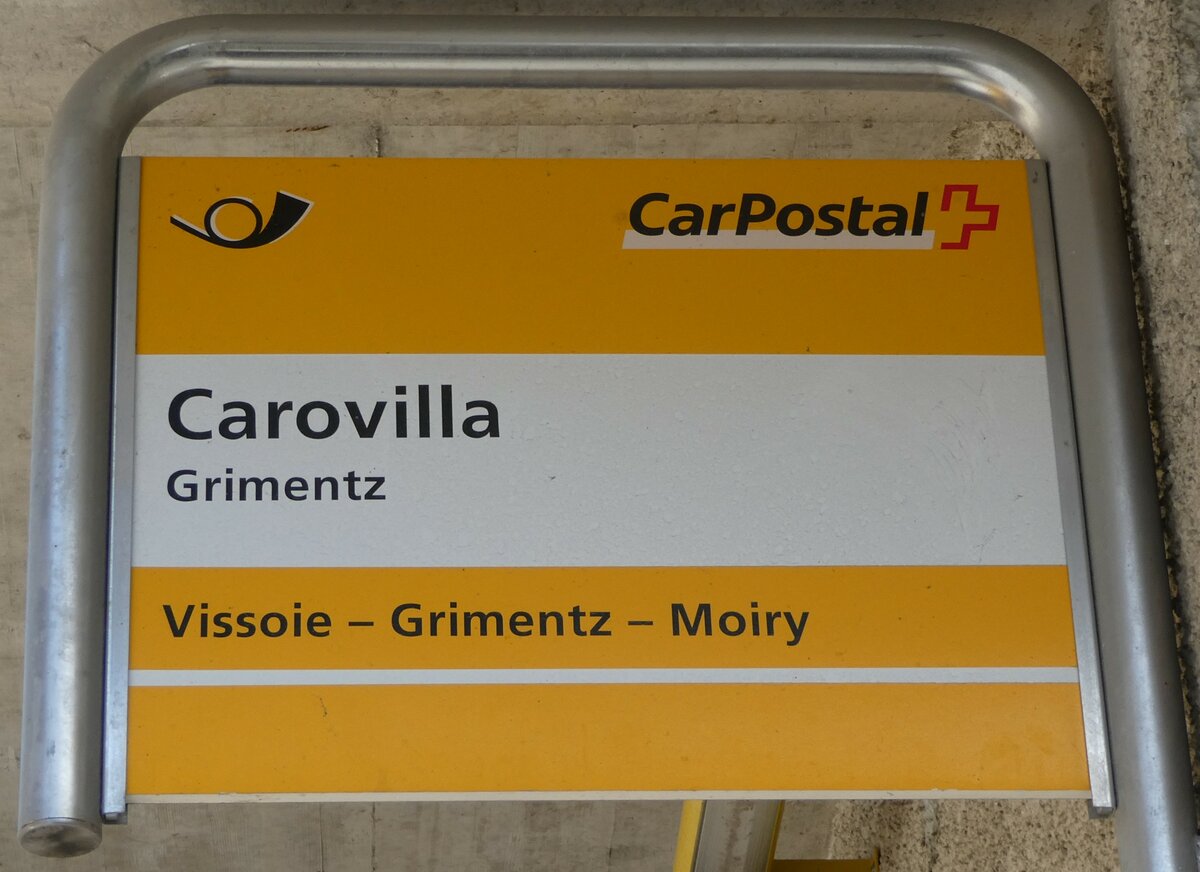 CarPostal
Carovilla
Grimentz
Vissoie – Grimentz – Moiry